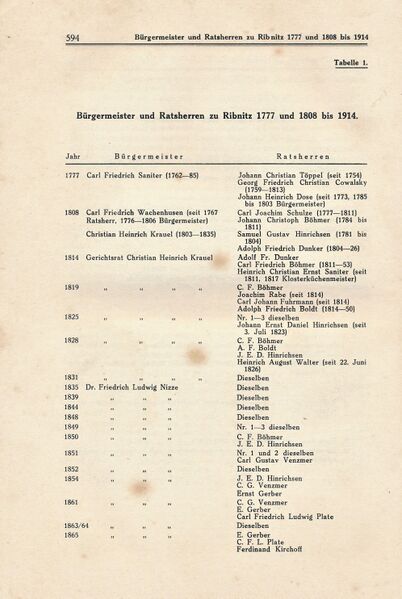 594 Bürgermeister und Ratsherren zu Ribnitz 1777 und 1808 bis 1914
Tabelle 1.
Bürgermeister und Ratsherren zu Ribnitz 1777 und 1808 bis 1914.
Jahr Bürgermeister Ratsherren
1777 Carl Friedrich Saniter (1762—85) Johann Christian Töppel (seit 1754)
Georg Friedrich Christian Cowalsky
(1759—1813)
Johann Heinrich Dose (seit 1773, 1785
bis 1803 Bürgermeister)
1808 Carl Friedrich Wachenhusen (seit 1767 Carl Joachim Schulze (1777—1811)
Ratsherr, 1776—1806 Bürgermeister) Johann Christoph Böhmer (1784 bis
1811)
Christian Heinrich Krauel (1803—1835) Samuel Gustav Hinrichsen (1781 bis
1804)
Adolph Friedrich Dunker (1804—26)
1814 Gerichtsrat Christian Heinrich Krauel Adolf Fr. Dunker
Carl Friedrich Böhmer (1811—53)
Heinrich Christian Ernst Saniter (seit
1811, 1817 Klosterküchenmeister)
1819 „ „ „ „ C. F. Böhmer
Joachim Rabe (seit 1814)
Carl Johann Fuhrmann (seit 1814)
Adolph Friedrich Boldt (1814—50)
1825 „ „ „ „ Nr. 1—3 dieselben
Johann Ernst Daniel Hinrichsen (seit
3. Juli 1823)
1828 „ „ „ „ C. F. Böhmer
A. F. Boldt
J. E. D. Hinrichsen
Heinrich August Walter (seit 22. Juni
1826)
1831 „ „ „ „ Dieselben
1835 Dr. Friedrich Ludwig Nizze Dieselben
1839 „ „ „ Dieselben
1844 „ „ „ Dieselben
1848 „ „ „ Dieselben
1849 „ „ „ Nr. 1—3 dieselben
1850 „ „ „ C. F. Böhmer
J. E. D. Hinrichsen
1851 „ „ „ Nr. 1 und 2 dieselben
Carl Gustav Venzmer
1852 „ „ „ Dieselben
1854 „ „ „ J. E. D. Hinrichsen
C. G. Venzmer
Ernst Gerber
1861 „ „ „ C. G. Venzmer
E. Gerber
Carl Friedrich Ludwig Plate
1863/64 „ „ „ Dieselben
1865 „ „ „ E. Gerber
C. F. L. Plate
Ferdinand Kirchhoff